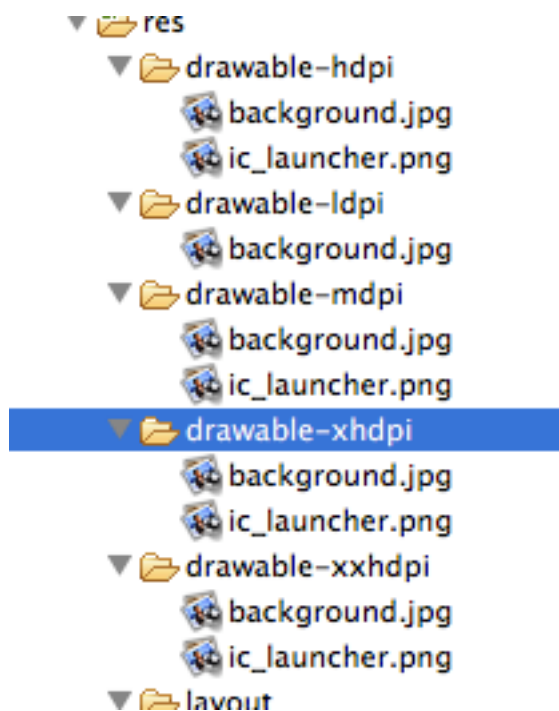 res
drawable-hdpi
background.jpg
ic_launcher.png
drawable-ldpi
background.jpg
drawable-mdpi
background.jpg
ic_launcher.png
drawable-xhdpi
background.jpg
ic_launcher.png
drawable-xxhdpi
background.jpg
ic_launcher.png
layout